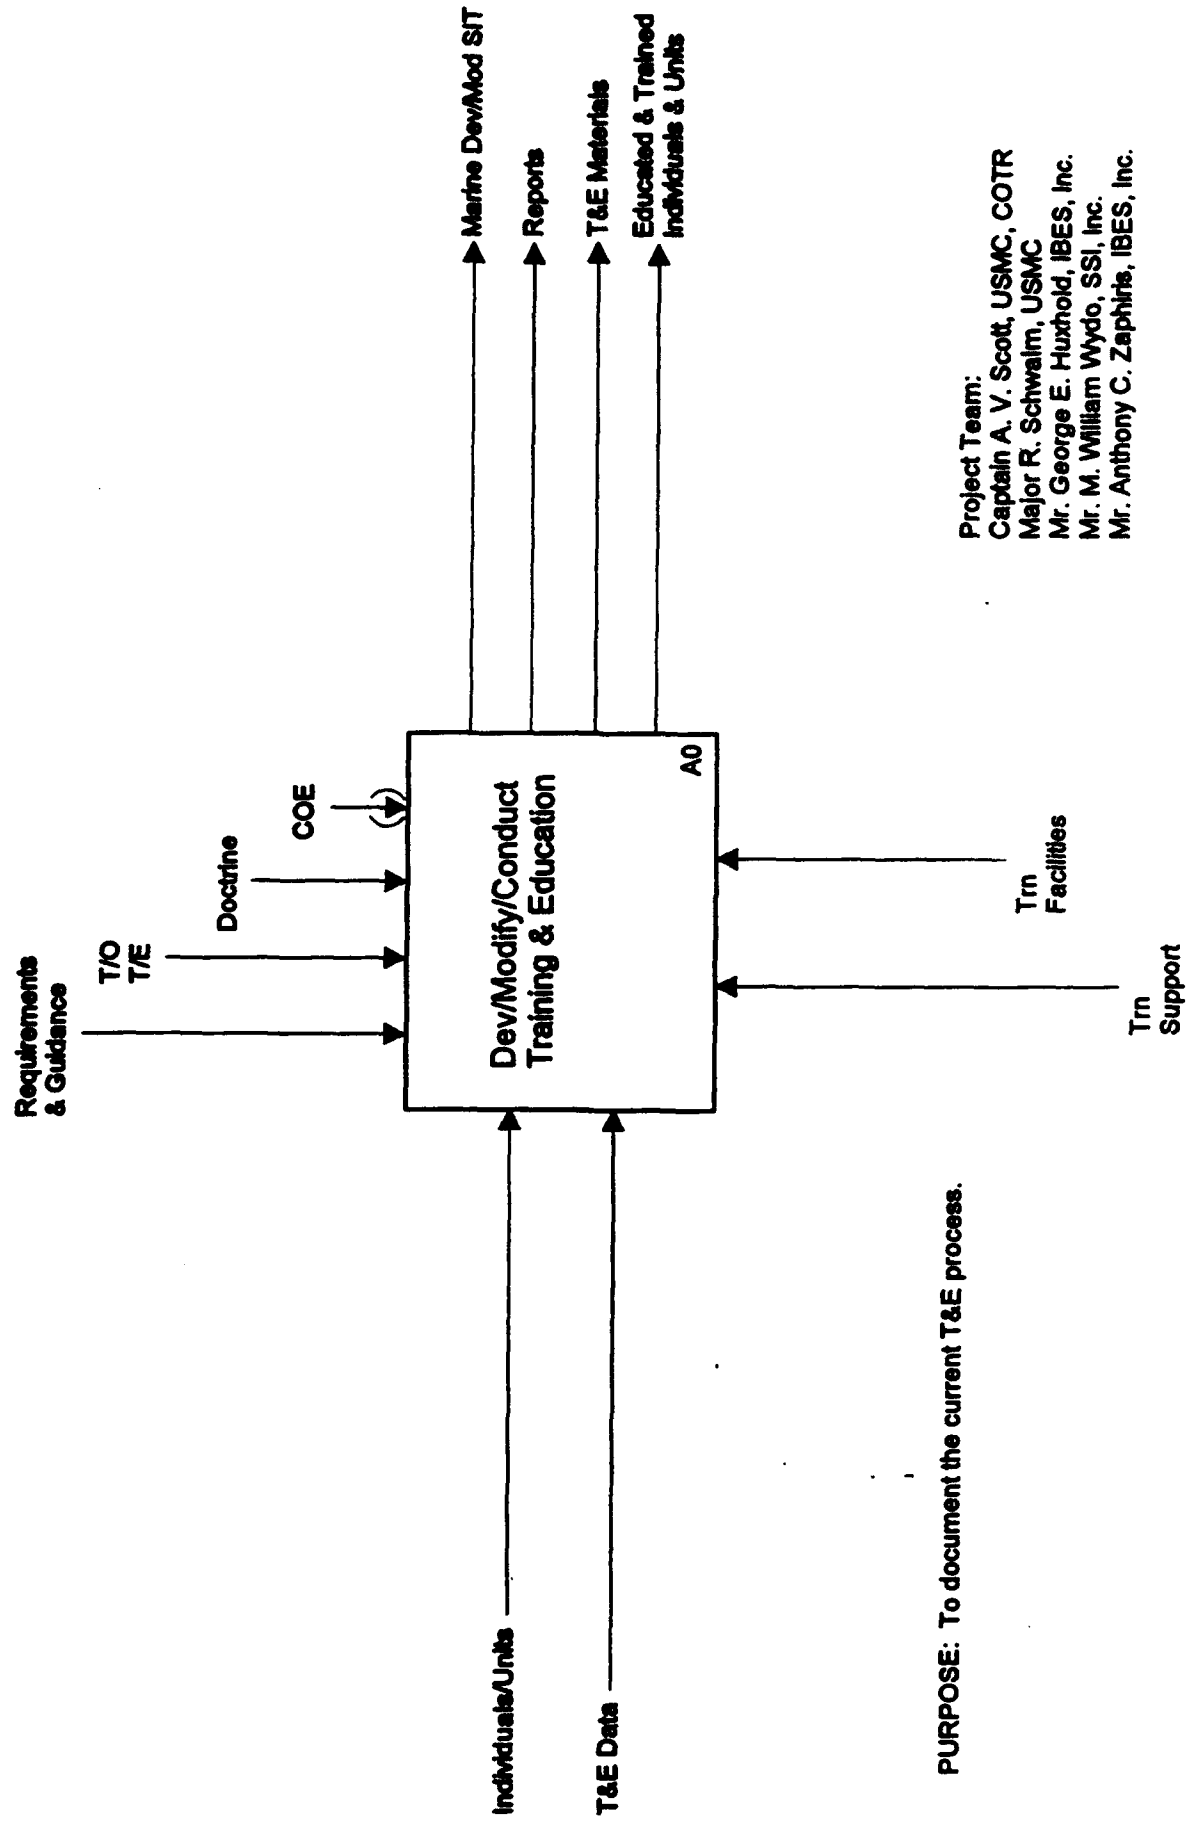 Requirements
& Guidance
T/O
T/E
Doctrine
COE
Individuals/Units
T&E Data
Dev/Modify/Conduct
Training & Education
A0
Marine Dev/Mod SIT
Reports
T&E Materials
Educated & Trained
Individuals & Units
Trn
Support
Trn
Facilities
PURPOSE: To document the current T&E process.
Project Team:
Captain A. V. Scott, USMC, COTR
Major R. Schwalm, USMC
Mr. George E. Huxhold, IBES, Inc.
Mr. M. William Wydo, SSI, Inc.
Mr. Anthony C. Zaphiris, IBES, Inc.